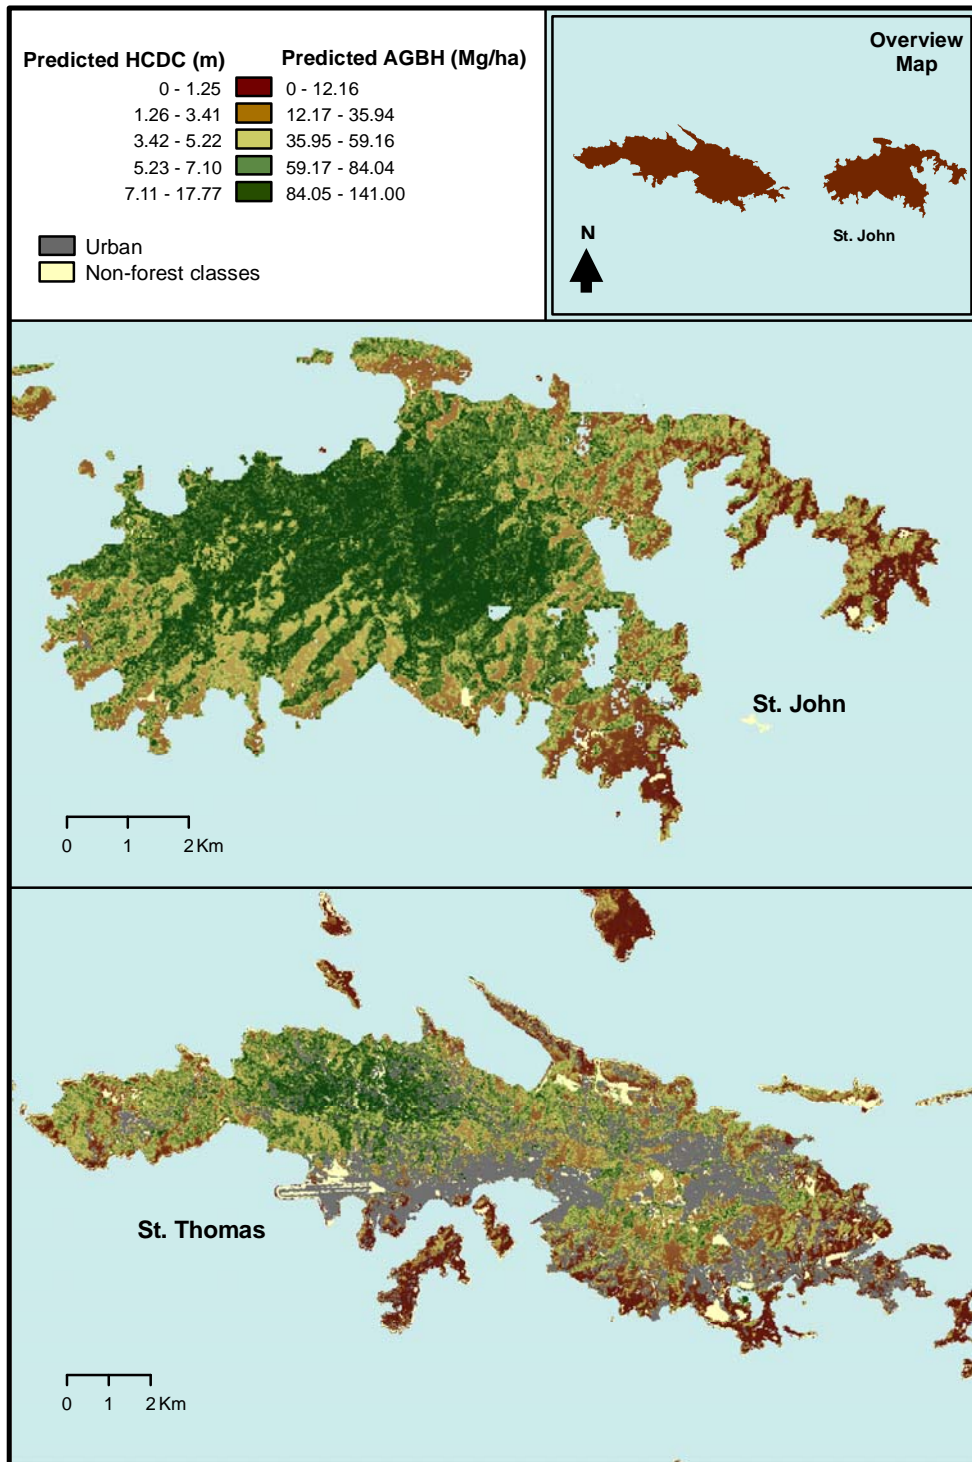 Predicted HCDC (m) Predicted AGBH (Mg/ha)
0 - 1.25 0 - 12.16
1.26 - 3.41 12.17 - 35.94
3.42 - 5.22 35.95 - 59.16
5.23 - 7.10 59.17 - 84.04
7.11 - 17.77 84.05 - 141.00
Urban
Non-forest classes
Overview
Map
N
St. John
St. John
0 1 2 Km
St. Thomas
0 1 2 Km